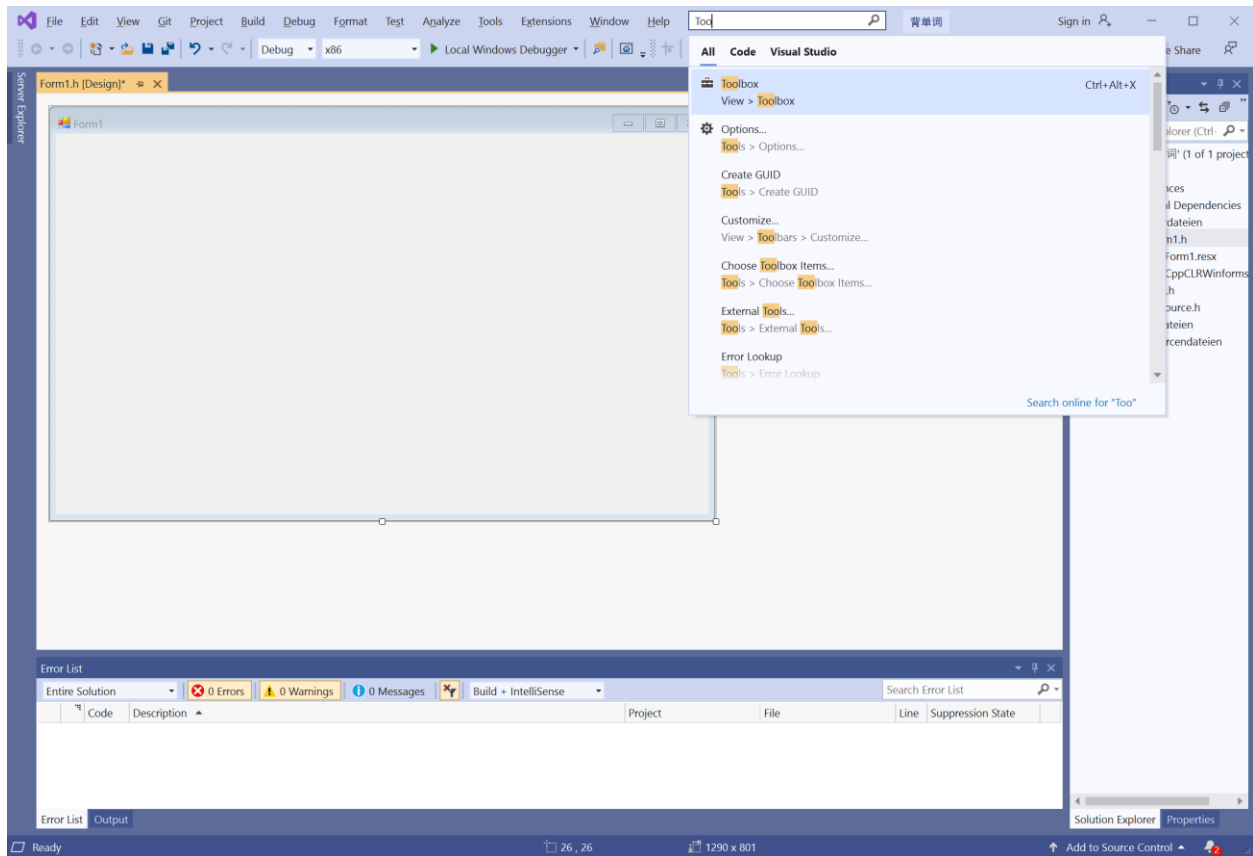 File Edit View Git Project Build Debug Format Test Analyze Tools Extensions Window Help Too 背单词 Sign in
Debug x86 Local Windows Debugger e Share
All Code Visual Studio
Server Explorer
Form1.h [Design]*
Form1
Toolbox Ctrl+Alt+X
View > Toolbox
Options...
Tools > Options...
Create GUID
Tools > Create GUID
Customize...
View > Toolbars > Customize...
Choose Toolbox Items...
Tools > Choose Toolbox Items...
External Tools...
Tools > External Tools...
Error Lookup
Tools > Error Lookup
Search online for "Too"
plorer (Ctrl-
词' (1 of 1 project
nces
al Dependencies
dateien
m1.h
Form1.resx
CppCLRWinforms
.h
ource.h
ateien
rcendateien
Error List
Entire Solution 0 Errors 0 Warnings 0 Messages Build + IntelliSense Search Error List
Code Description Project File Line Suppression State
Error List Output
Solution Explorer Properties
Ready 26 , 26 1290 x 801 Add to Source Control 2